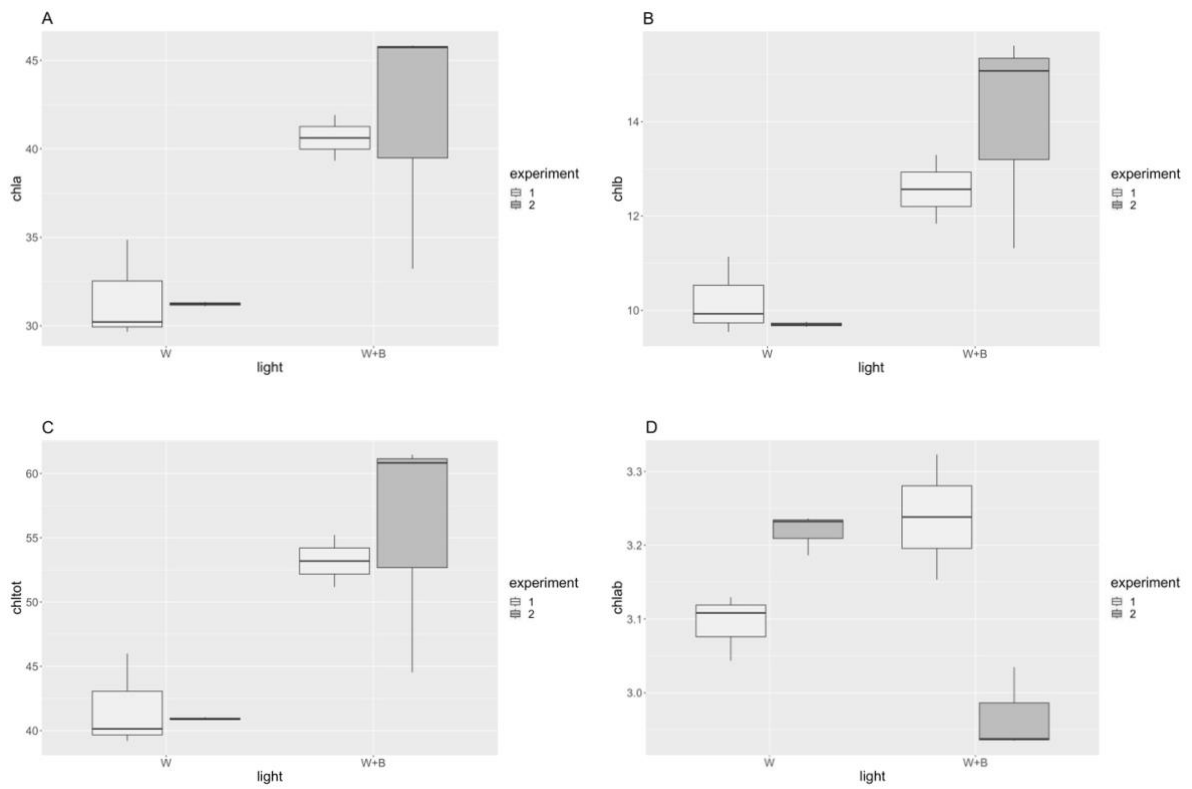 A
chla
45
40
35
30
W
W+B
light
experiment
1
2
B
chlb
14
12
10
W
W+B
light
experiment
1
2
C
chltot
60
55
50
45
40
W
W+B
light
experiment
1
2
D
chlab
3.3
3.2
3.1
3.0
W
W+B
light
experiment
1
2